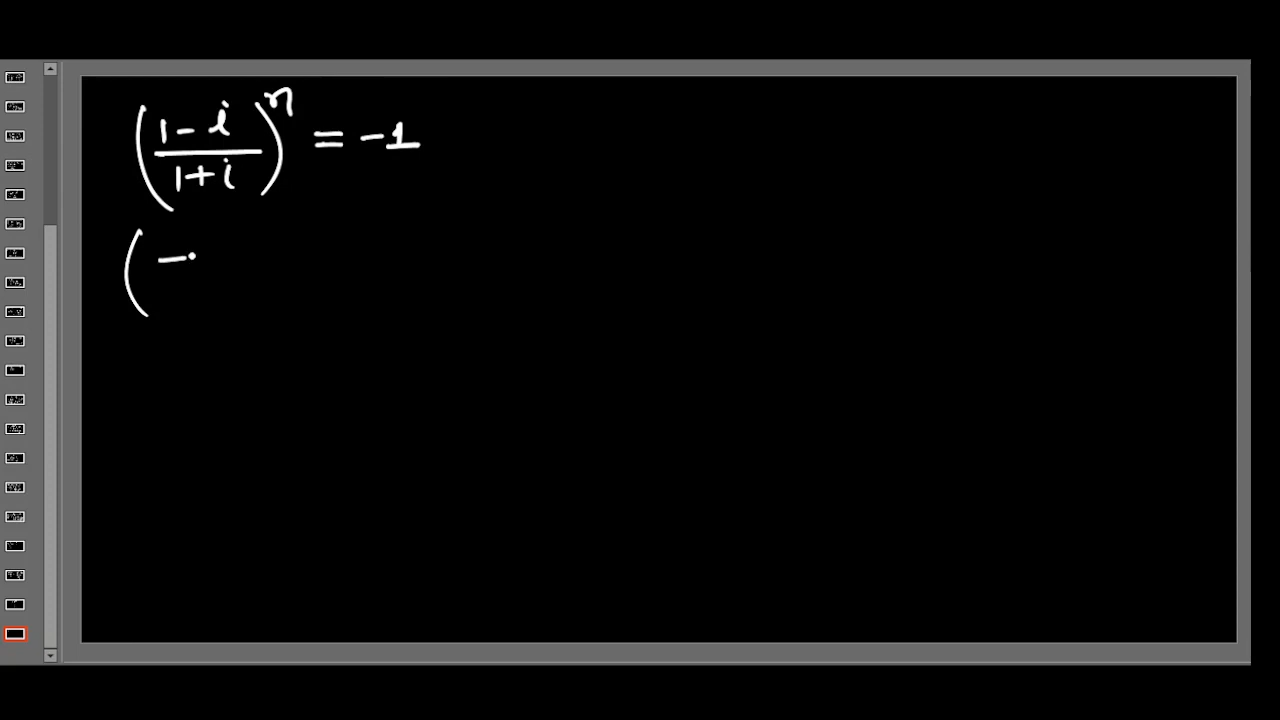 ((1-i)/(1+i))^n = -1
( -